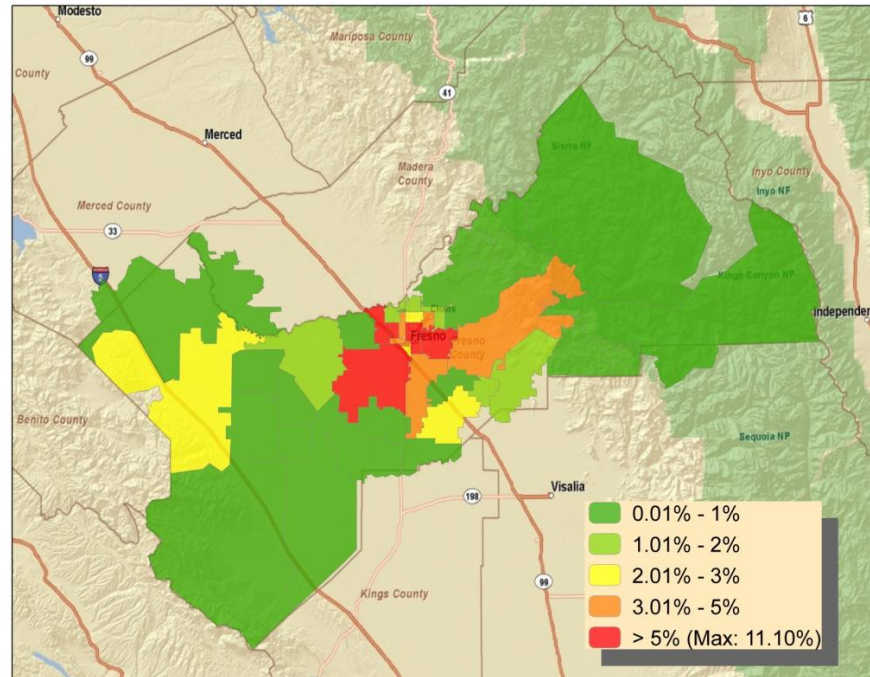 Modesto
6
99
Mariposa County
County
41
Merced
Sierra NF
Madera
County
Inyo County
Inyo NF
Merced County
33
5
Kings Canyon NP
Clovis
Independen
Fresno
resno
County
Benito County
Sequoia NP
Visalia
198
0.01% - 1%
1.01% - 2%
2.01% - 3%
99
3.01% - 5%
Kings County
> 5% (Max: 11.10%)